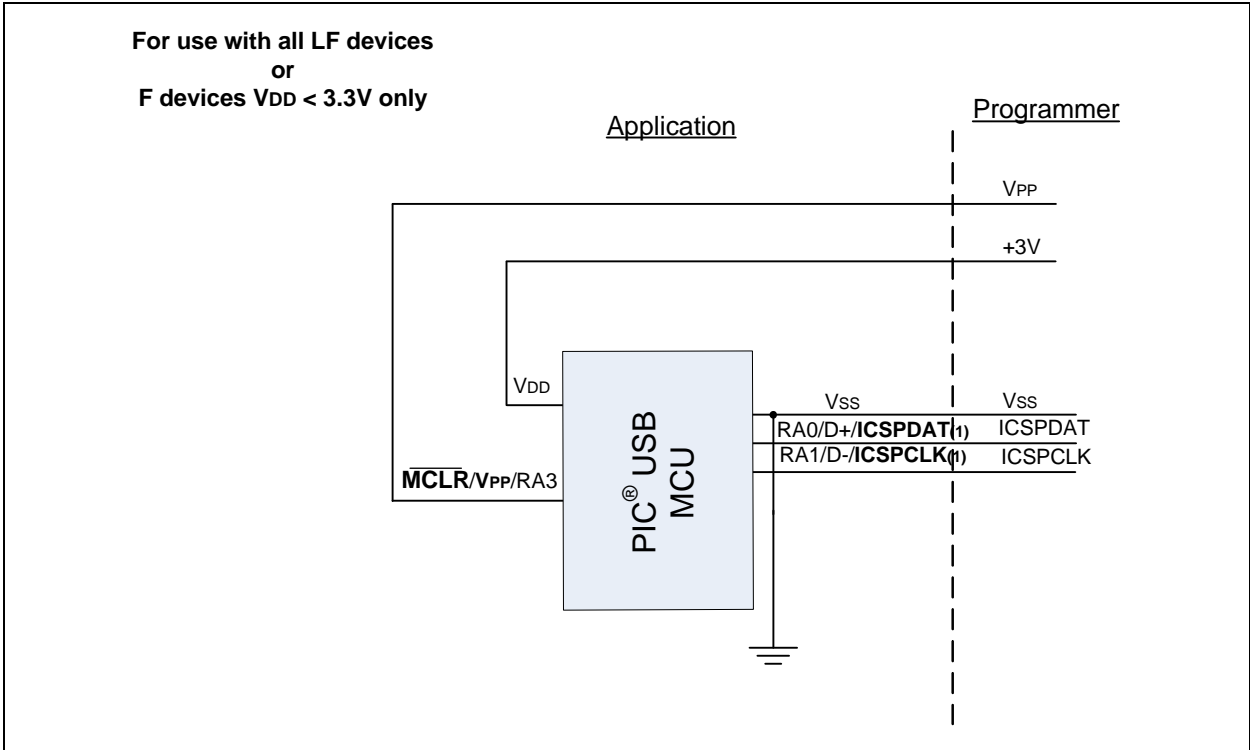 For use with all LF devices
or
F devices VDD < 3.3V only
Application
Programmer
VPP
+3V
VDD
VSS
VSS
RA0/D+/ICSPDAT(1)
ICSPDAT
RA1/D-/ICSPCLK(1)
ICSPCLK
MCLR/VPP/RA3
PIC® USB
MCU